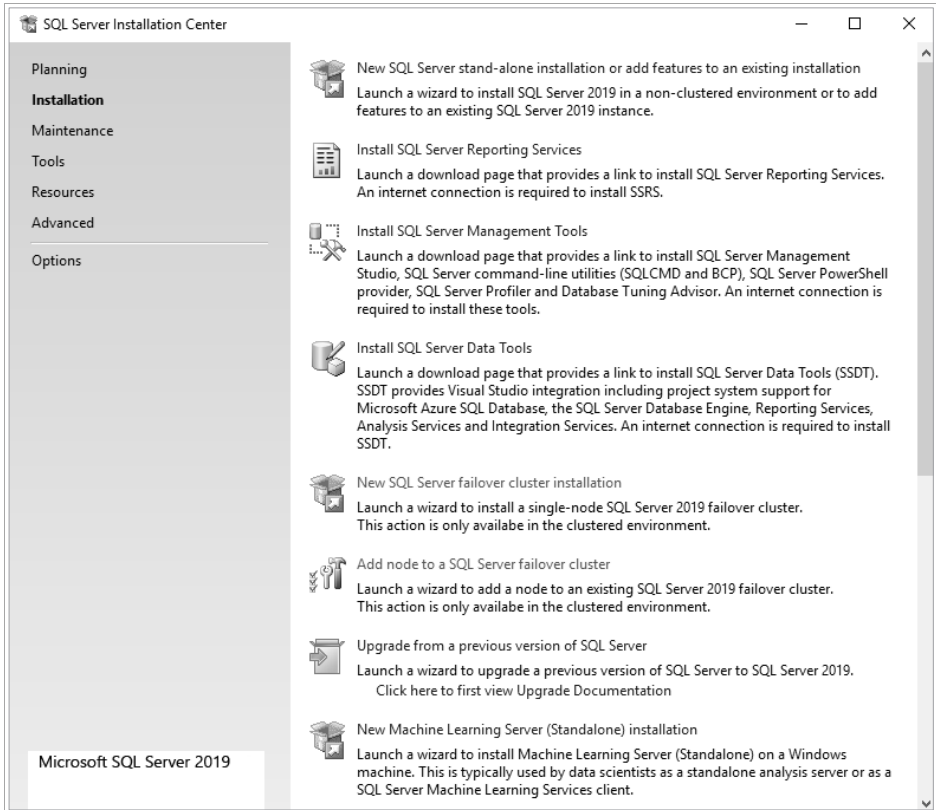 SQL Server Installation Center
Planning
Installation
Maintenance
Tools
Resources
Advanced
Options
Microsoft SQL Server 2019
New SQL Server stand-alone installation or add features to an existing installation
Launch a wizard to install SQL Server 2019 in a non-clustered environment or to add
features to an existing SQL Server 2019 instance.
Install SQL Server Reporting Services
Launch a download page that provides a link to install SQL Server Reporting Services.
An internet connection is required to install SSRS.
Install SQL Server Management Tools
Launch a download page that provides a link to install SQL Server Management
Studio, SQL Server command-line utilities (SQLCMD and BCP), SQL Server PowerShell
provider, SQL Server Profiler and Database Tuning Advisor. An internet connection is
required to install these tools.
Install SQL Server Data Tools
Launch a download page that provides a link to install SQL Server Data Tools (SSDT).
SSDT provides Visual Studio integration including project system support for
Microsoft Azure SQL Database, the SQL Server Database Engine, Reporting Services,
Analysis Services and Integration Services. An internet connection is required to install
SSDT.
New SQL Server failover cluster installation
Launch a wizard to install a single-node SQL Server 2019 failover cluster.
This action is only availabe in the clustered environment.
Add node to a SQL Server failover cluster
Launch a wizard to add a node to an existing SQL Server 2019 failover cluster.
This action is only availabe in the clustered environment.
Upgrade from a previous version of SQL Server
Launch a wizard to upgrade a previous version of SQL Server to SQL Server 2019.
Click here to first view Upgrade Documentation
New Machine Learning Server (Standalone) installation
Launch a wizard to install Machine Learning Server (Standalone) on a Windows
machine. This is typically used by data scientists as a standalone analysis server or as a
SQL Server Machine Learning Services client.